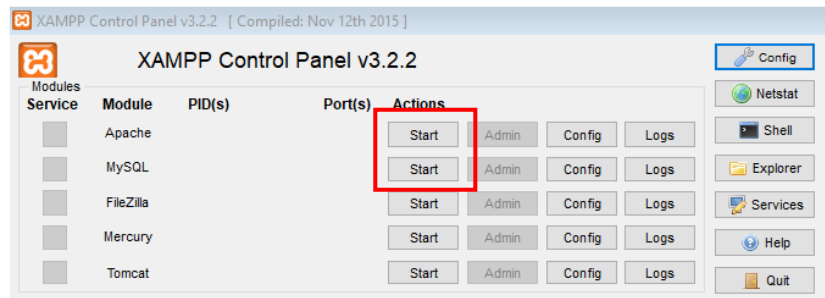 XAMPP Control Panel v3.2.2 [ Compiled: Nov 12th 2015 ]
XAMPP Control Panel v3.2.2
Config
Modules
Service Module PID(s) Port(s) Actions
Netstat
Apache Start Admin Config Logs
Shell
MySQL Start Admin Config Logs
Explorer
FileZilla Start Admin Config Logs
Services
Mercury Start Admin Config Logs
Help
Tomcat Start Admin Config Logs
Quit